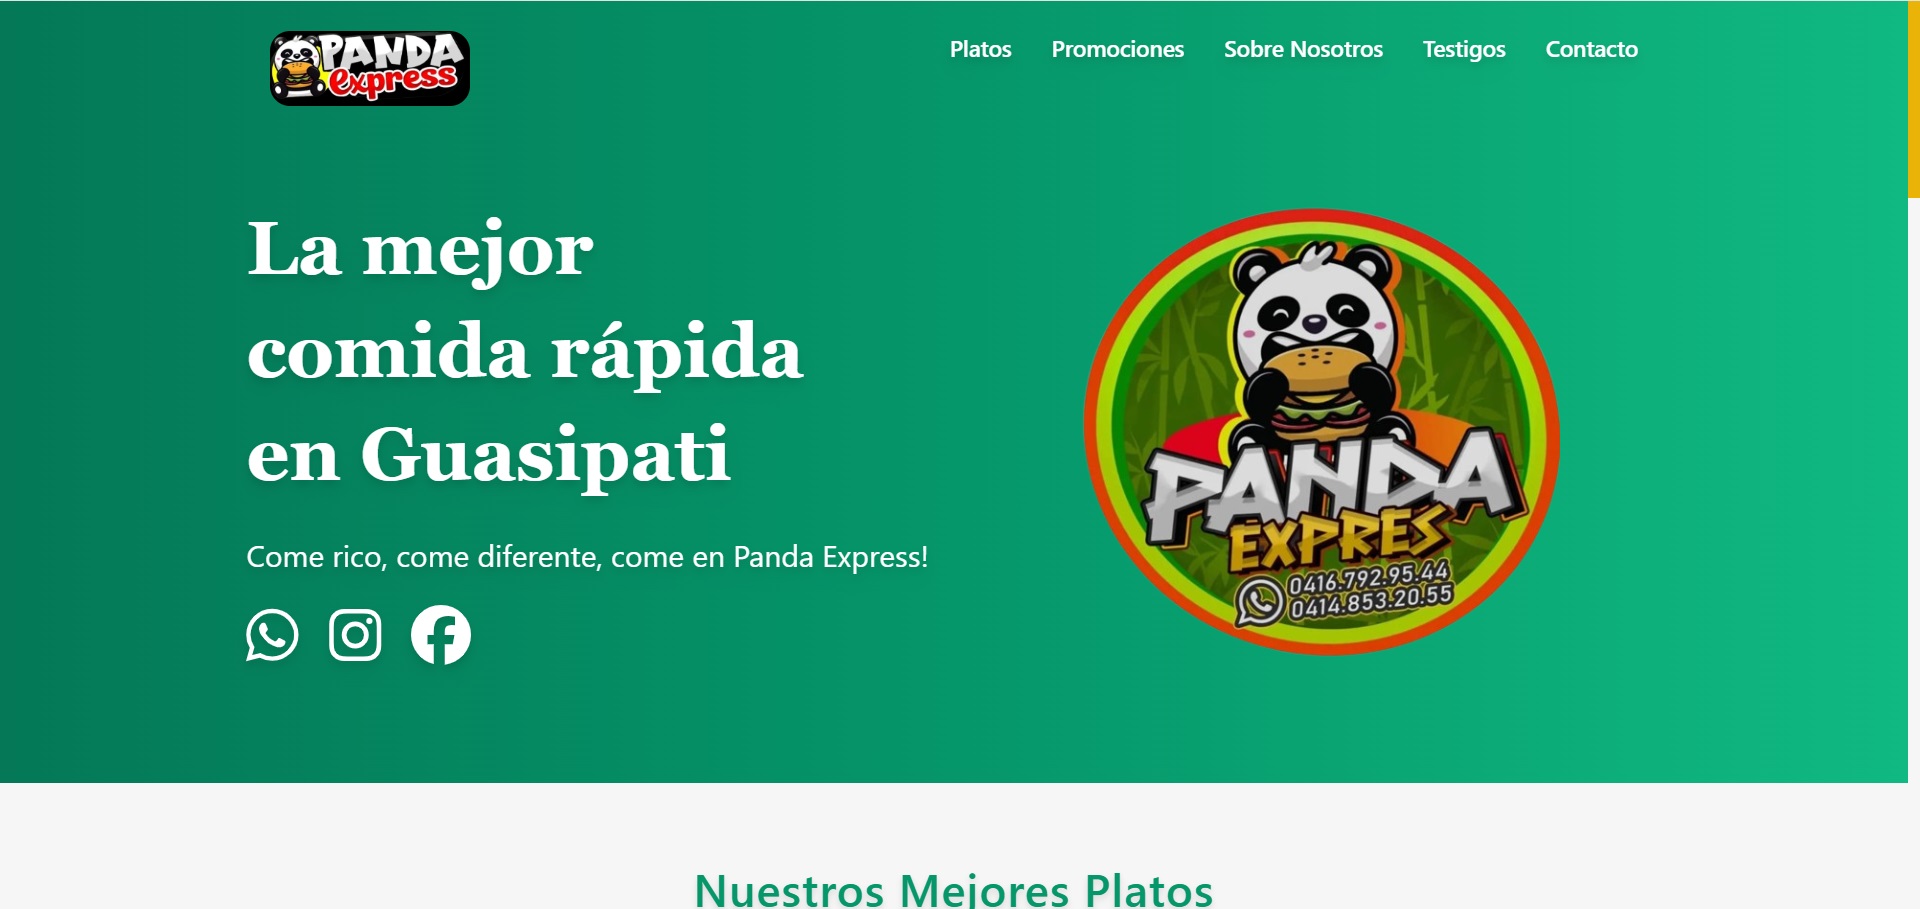 PANDA
express
Platos
Promociones
Sobre Nosotros
Testigos
Contacto
La mejor
comida rápida
en Guasipati
Come rico, come diferente, come en Panda Express!
PANDA
EXPRES
0416.792.95.44
0414.853.20.55
Nuestros Mejores Platos